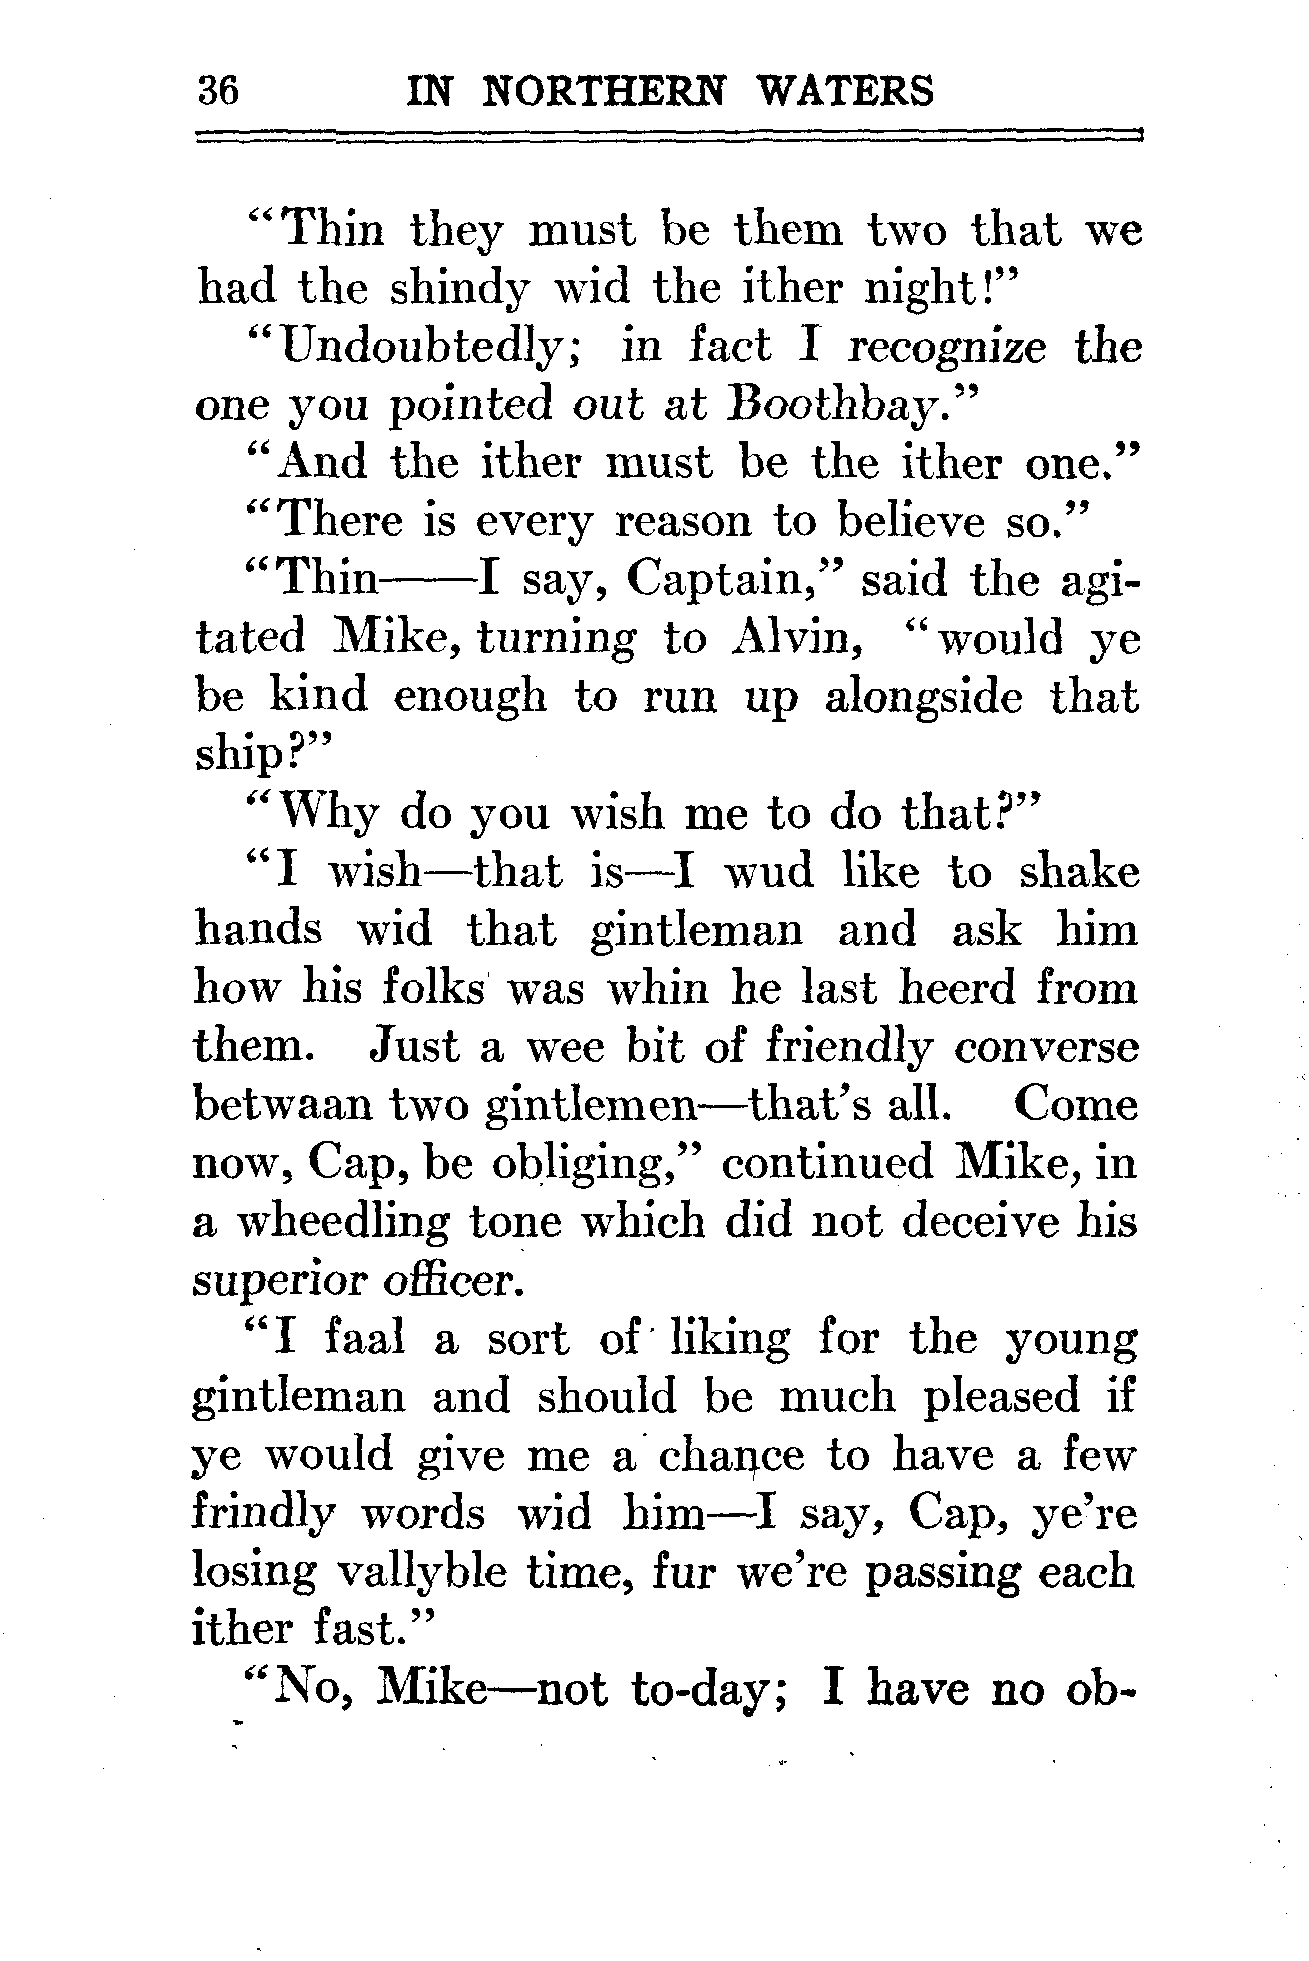 36 IN NORTHERN WATERS
"Thin they must be them two that we
had the shindy wid the ither night!"
"Undoubtedly; in fact I recognize the
one you pointed out at Boothbay."
"And the ither must be the ither one."
"There is every reason to believe so."
"Thin——I say, Captain," said the agi-
tated Mike, turning to Alvin, "would ye
be kind enough to run up alongside that
ship?"
"Why do you wish me to do that?"
"I wish—that is—I wud like to shake
hands wid that gintleman and ask him
how his folks was whin he last heerd from
them. Just a wee bit of friendly converse
betwaan two gintlemen—that's all. Come
now, Cap, be obliging," continued Mike, in
a wheedling tone which did not deceive his
superior officer.
"I faal a sort of liking for the young
gintleman and should be much pleased if
ye would give me a chance to have a few
frindly words wid him—I say, Cap, ye're
losing vallyble time, fur we're passing each
ither fast."
"No, Mike—not to-day; I have no ob-